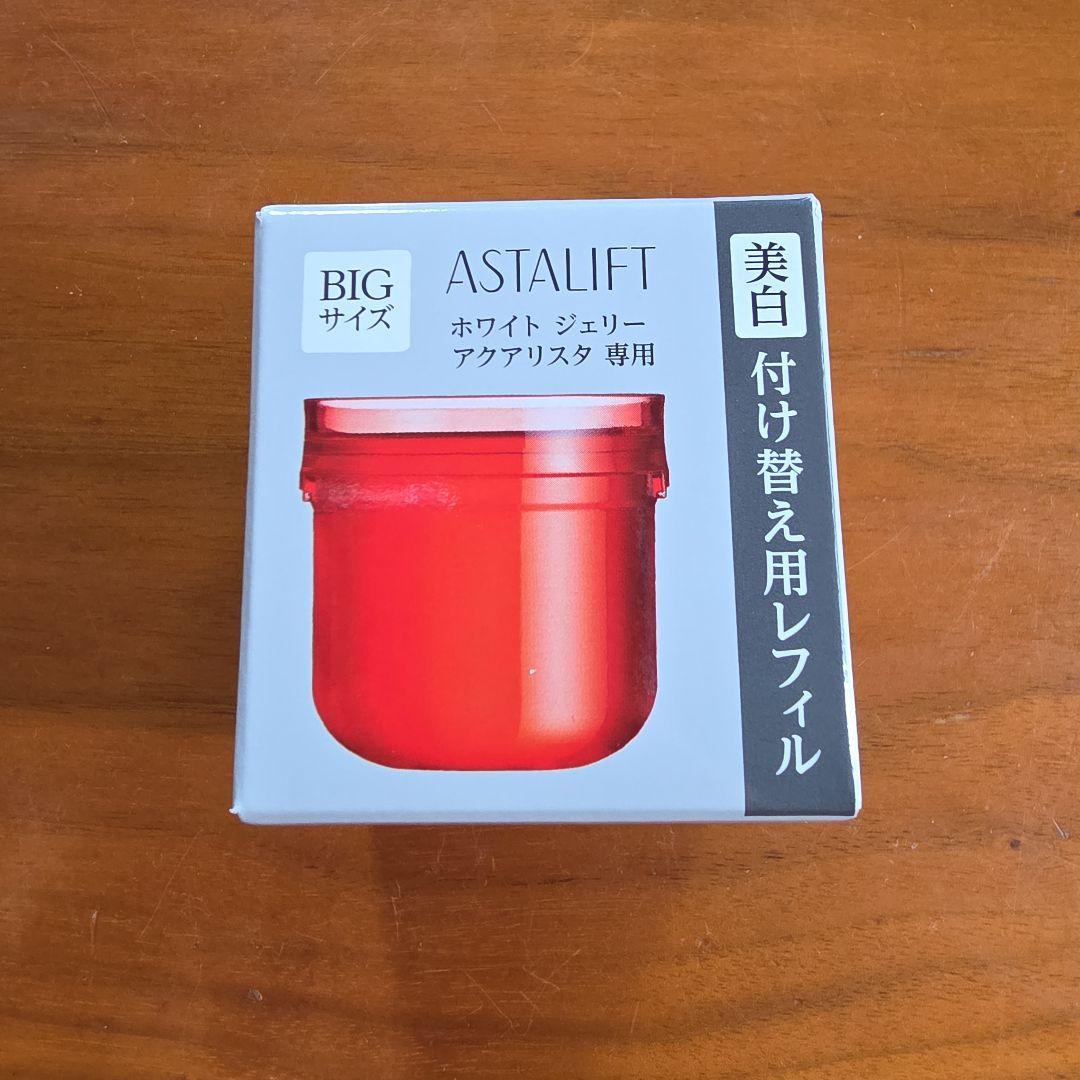 BIG
サイズ
ASTALIFT
ホワイト ジェリー
アクアリスタ 専用
美白
付け替え用レフィル